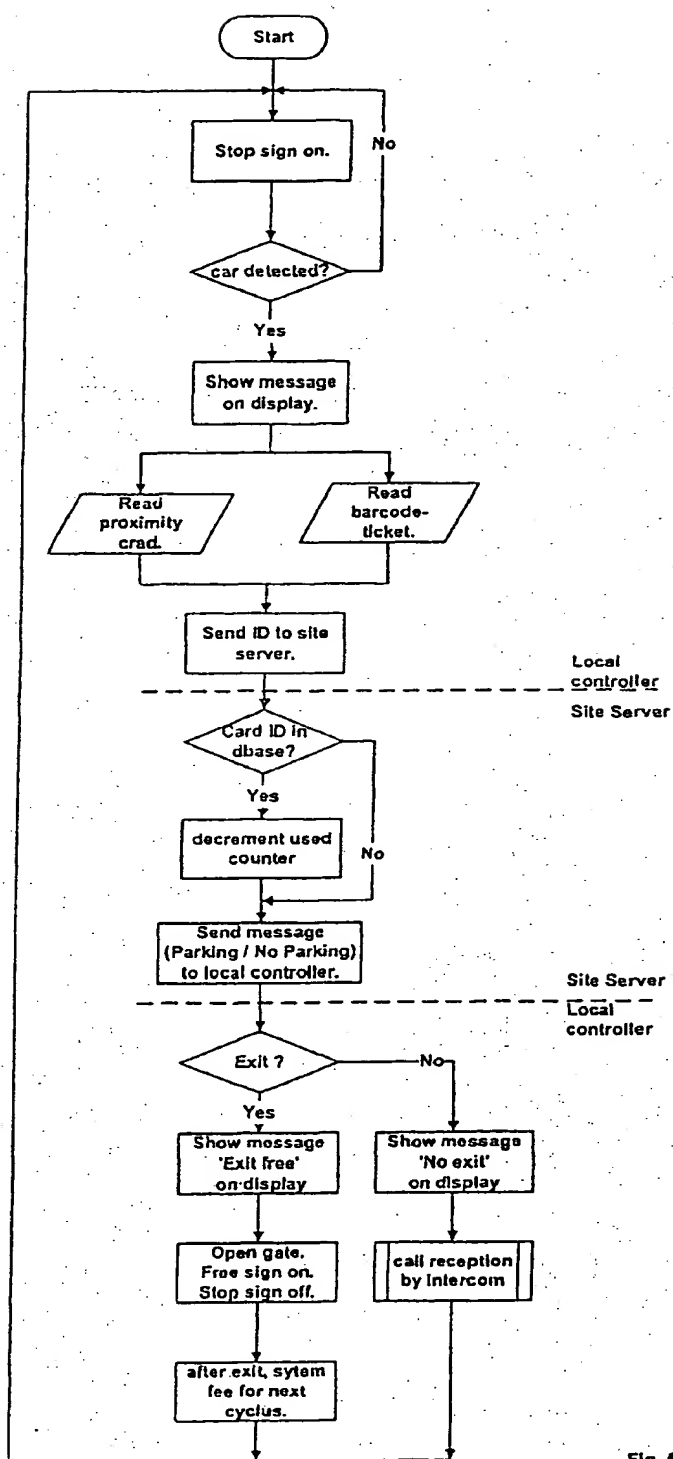 Start
Stop sign on.
No
car detected?
Yes
Show message
on display.
Read
proximity
crad.
Read
barcode-
ticket.
Send ID to site
server.
Local
controller
Site Server
Card ID in
dbase?
Yes
decrement used
counter
No
Send message
(Parking / No Parking)
to local controller.
Site Server
Local
controller
Exit ?
No
Yes
Show message
'Exit free'
on display
Show message
'No exit'
on display
Open gate.
Free sign on.
Stop sign off.
call reception
by Intercom
after exit, sytem
fee for next
cyclus.
Fig.